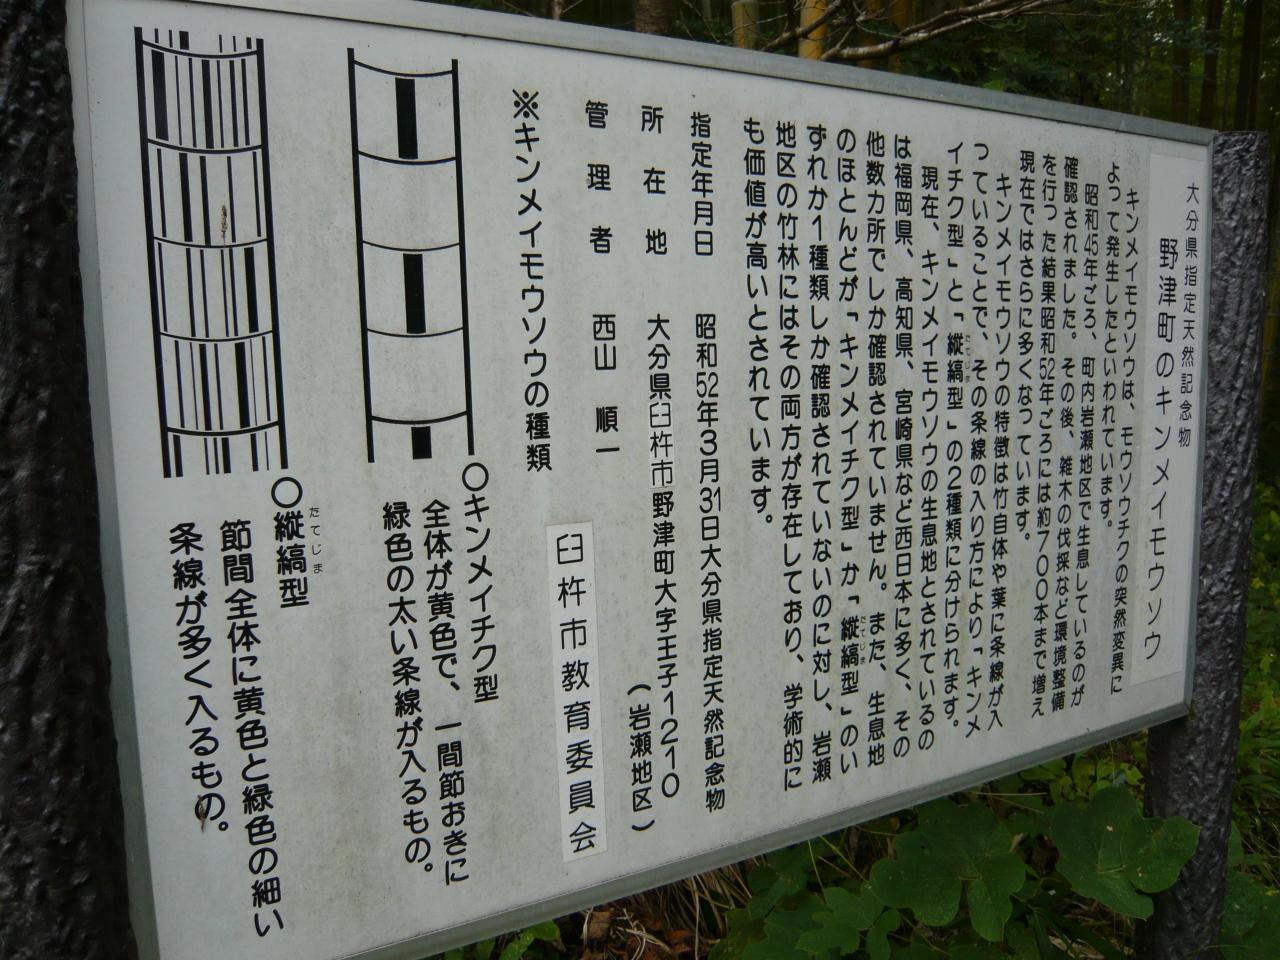 大分県指定天然記念物
野津町のキンメイモウソウ
キンメイモウソウは、モウソウチクの突然変異に
よって発生したといわれています。
昭和45年ごろ、町内岩瀬地区で生息しているのが
確認されました。その後、雑木の伐採など環境整備
を行った結果昭和52年ごろには約700本まで増え
現在ではさらに多くなっています。
キンメイモウソウの特徴は竹自体や葉に条線が入
っていることで、その条線の入り方により「キンメ
イチク型」と「縦縞型」の2種類に分けられます。
たてじま
現在、キンメイモウソウの生息地とされているの
は福岡県、高知県、宮崎県など西日本に多く、その
他数カ所でしか確認されていません。また、生息地
のほとんどが「キンメイチク型」か「縦縞型」のい
たてじま
ずれか1種類しか確認されていないのに対し、岩瀬
地区の竹林にはその両方が存在しており、学術的に
も価値が高いとされています。
指定年月日 昭和52年3月31日大分県指定天然記念物
所在地 大分県臼杵市野津町大字王子1210
(岩瀬地区)
管理者 西山順一
臼杵市教育委員会
※キンメイモウソウの種類
○キンメイチク型
全体が黄色で、一間節おきに
緑色の太い条線が入るもの。
○縦縞型
たてじま
節間全体に黄色と緑色の細い
条線が多く入るもの。